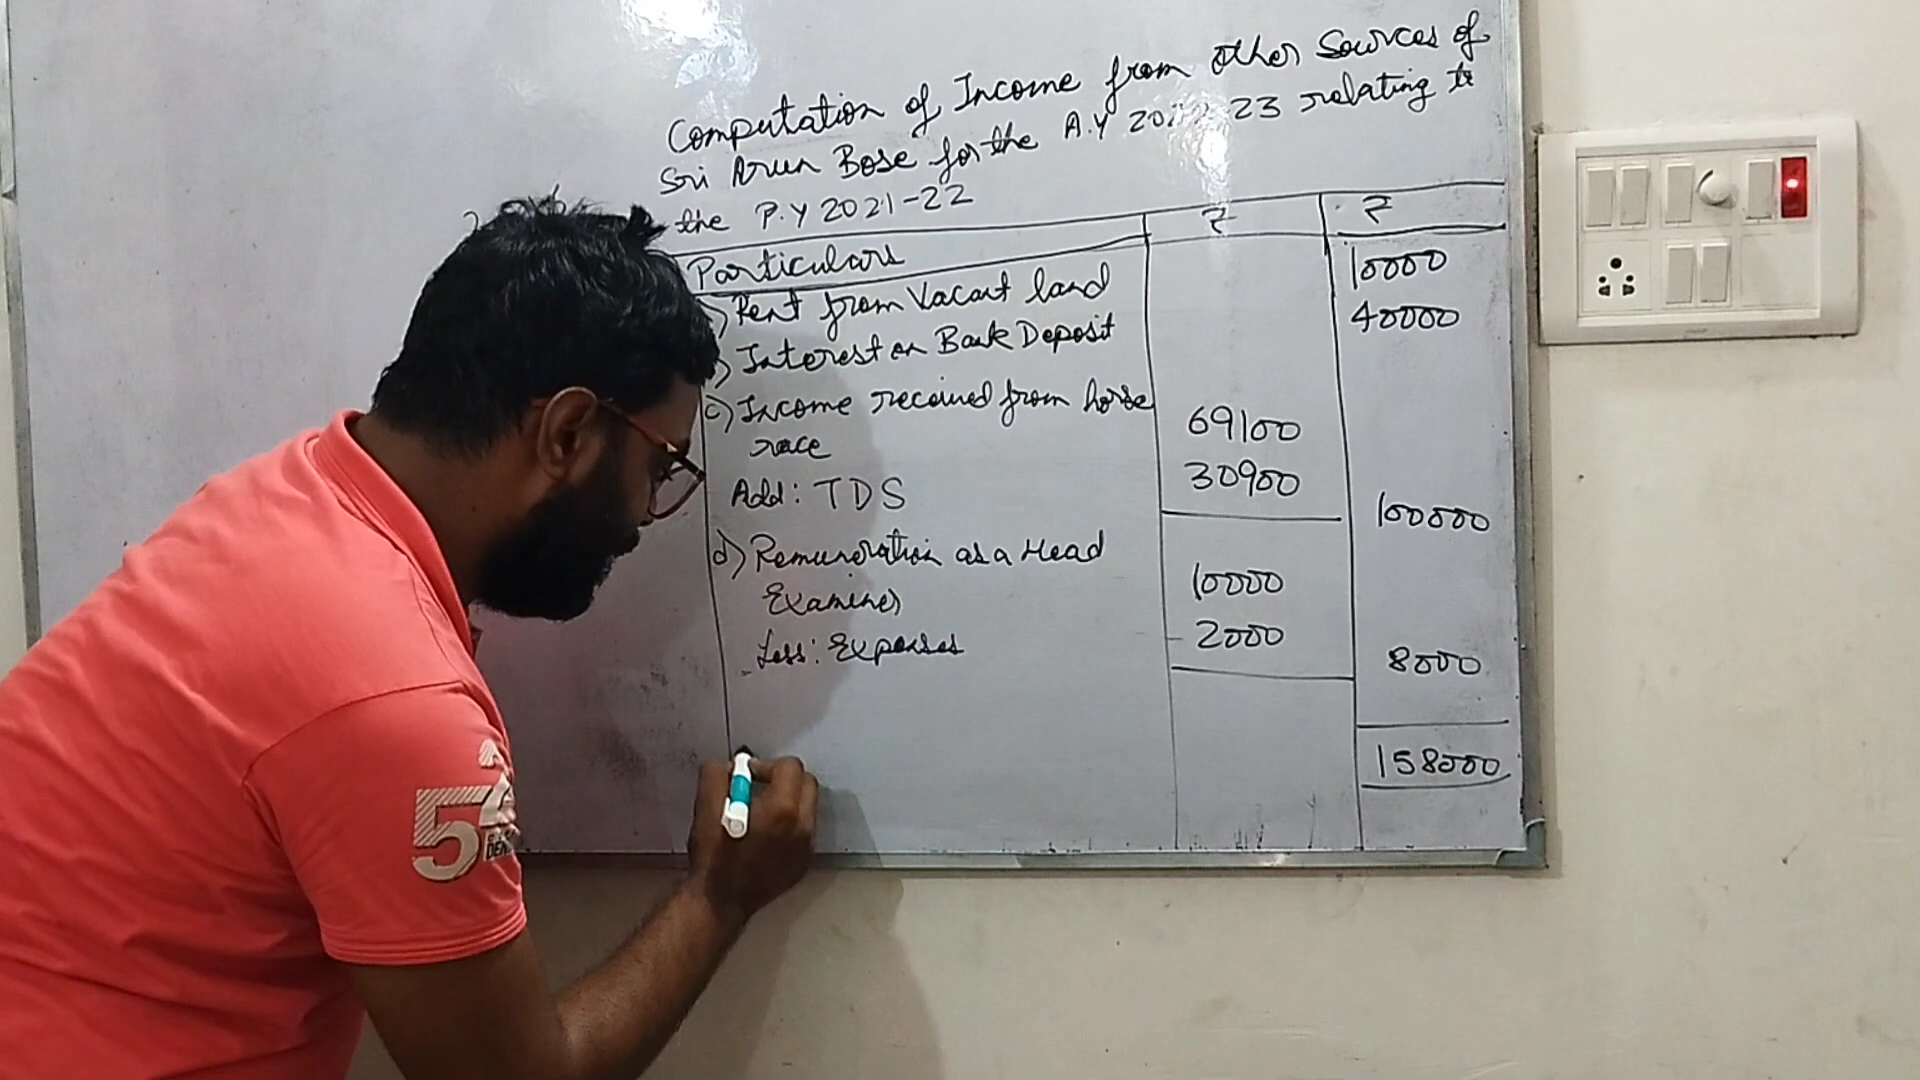 Computation of Income from other Sources of
Sri Arun Bose for the A.Y 2022-23 relating to
the P.Y 2021-22
Particulars ₹ ₹
Rent from Vacant land 10000
Interest on Bank Deposit 40000
c) Income received from horse
race 69100
Add: TDS 30900 100000
d) Remuneration as a Head
Examiner 10000
Less: Expenses 2000 8000
158000
5